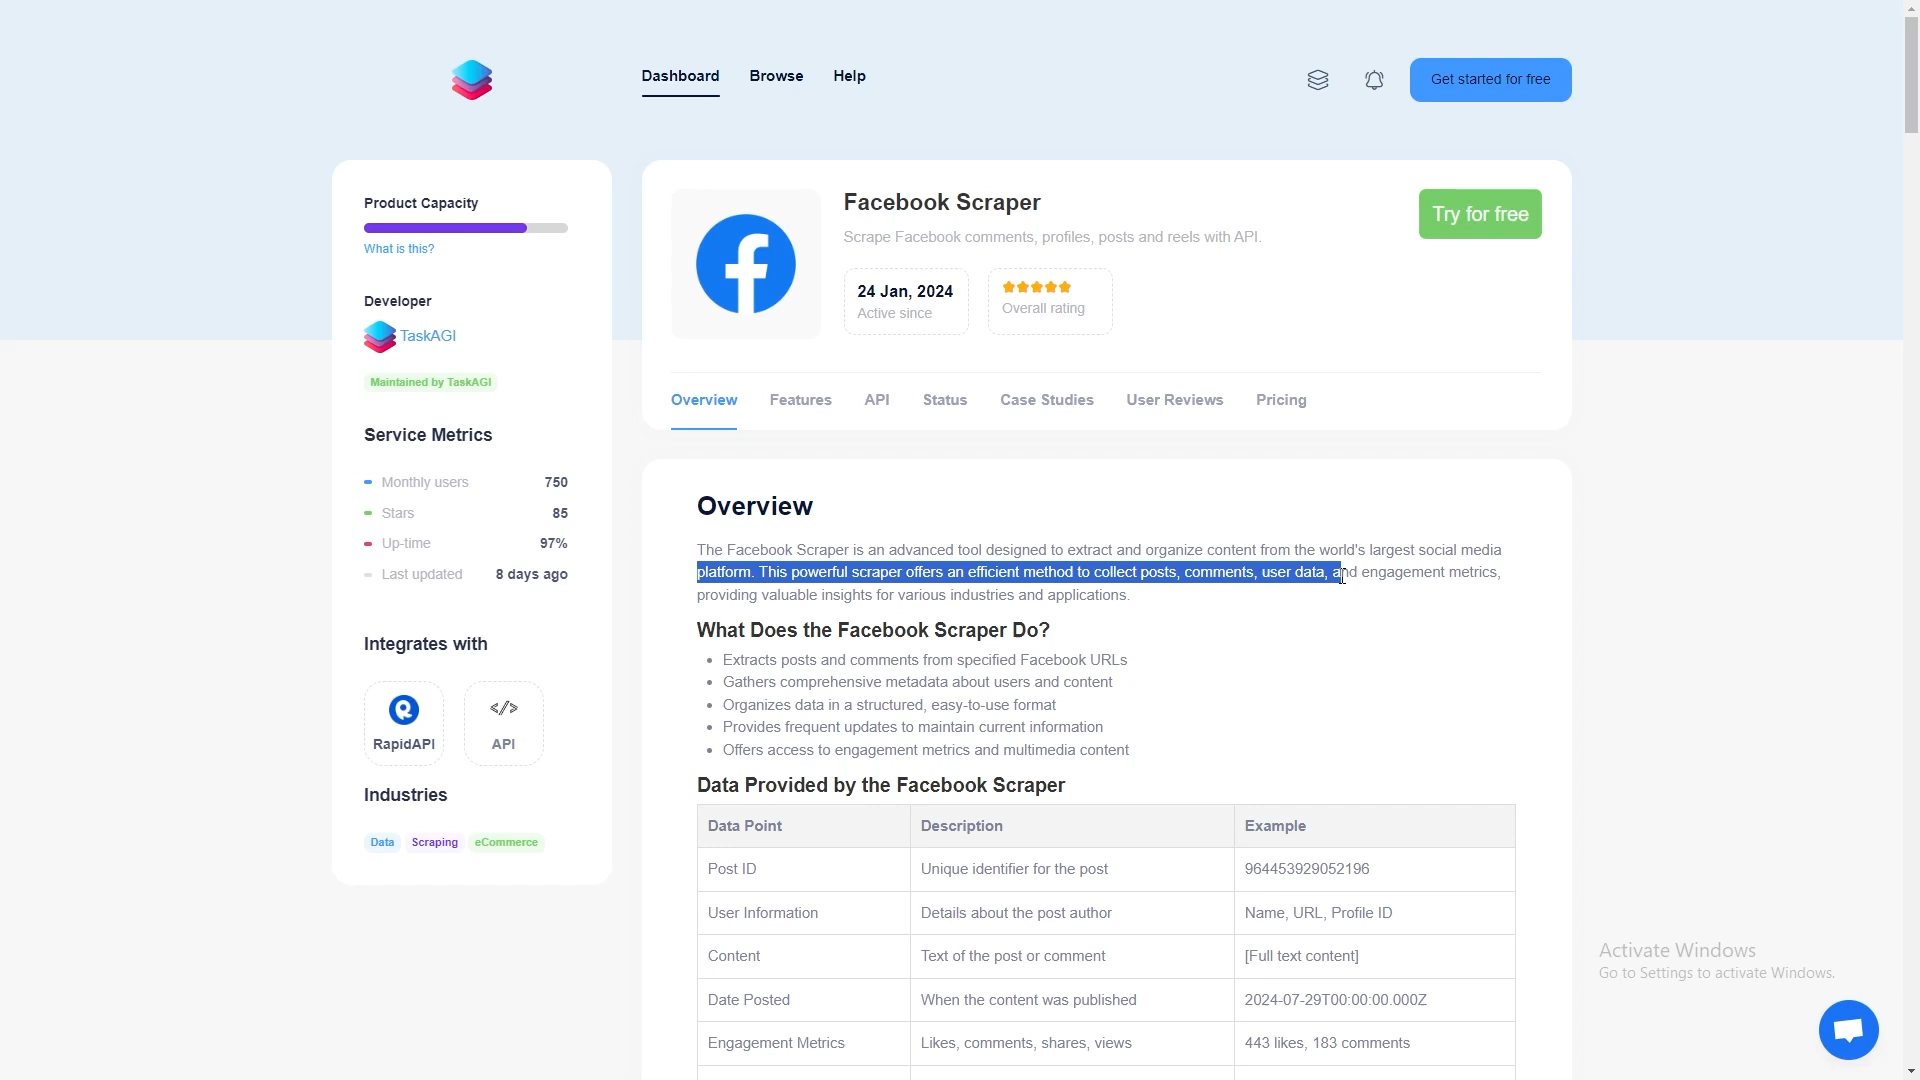 Dashboard Browse Help
Get started for free
Product Capacity
What is this?
Developer
TaskAGI
Maintained by TaskAGI
Service Metrics
Monthly users 750
Stars 85
Up-time 97%
Last updated 8 days ago
Integrates with
RapidAPI
</>
API
Industries
Data Scraping eCommerce
Facebook Scraper
Scrape Facebook comments, profiles, posts and reels with API.
Try for free
24 Jan, 2024
Active since
Overall rating
Overview Features API Status Case Studies User Reviews Pricing
Overview
The Facebook Scraper is an advanced tool designed to extract and organize content from the world's largest social media
platform. This powerful scraper offers an efficient method to collect posts, comments, user data, and engagement metrics,
providing valuable insights for various industries and applications.
What Does the Facebook Scraper Do?
• Extracts posts and comments from specified Facebook URLs
• Gathers comprehensive metadata about users and content
• Organizes data in a structured, easy-to-use format
• Provides frequent updates to maintain current information
• Offers access to engagement metrics and multimedia content
Data Provided by the Facebook Scraper
Data Point Description Example
Post ID Unique identifier for the post 964453929052196
User Information Details about the post author Name, URL, Profile ID
Content Text of the post or comment [Full text content]
Date Posted When the content was published 2024-07-29T00:00:00.000Z
Engagement Metrics Likes, comments, shares, views 443 likes, 183 comments
Activate Windows
Go to Settings to activate Windows.